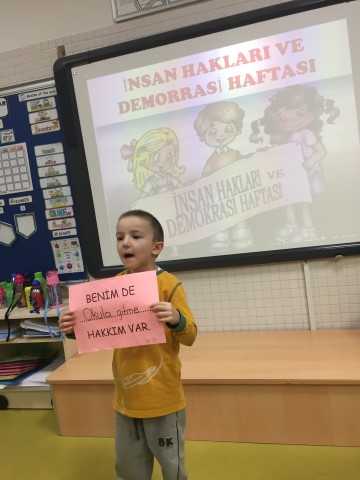 İNSAN HAKLARI VE
DEMORRASİ HAFTASI
İNSAN HAKLARI VE
DEMOKRASİ HAFTASI
BENİM DE
Okula gitme
HAKKIM VAR.
BK